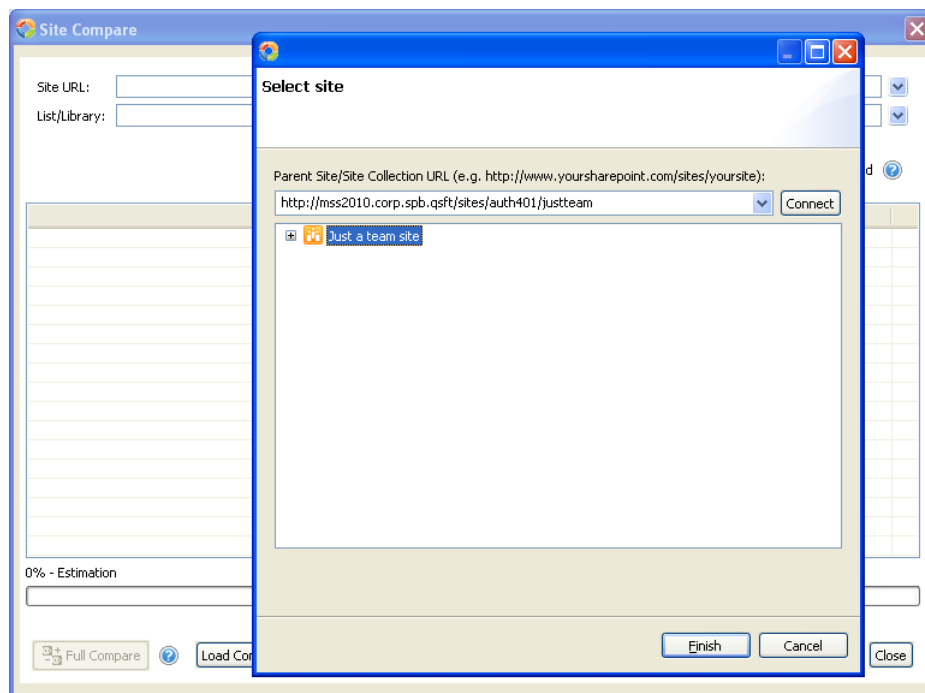 Site Compare
Select site
Site URL:
List/Library:
Parent Site/Site Collection URL (e.g. http://www.yoursharepoint.com/sites/yoursite):
http://mss2010.corp.spb.qsft/sites/auth401/justteam
Connect
Just a team site
0% - Estimation
Finish
Cancel
Full Compare
Load
Close